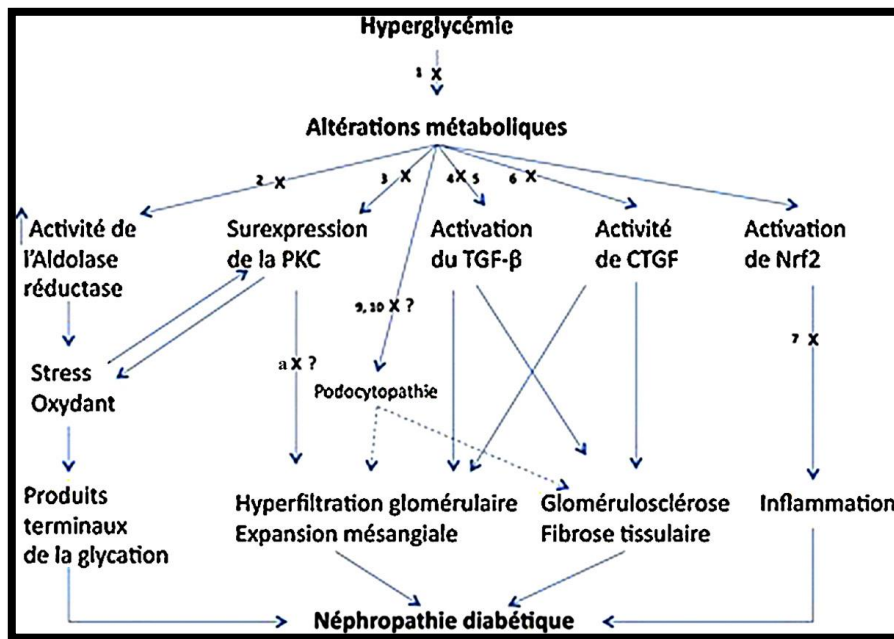 Hyperglycémie
1 X
Altérations métaboliques
2 X
3 X
4 X 5
6 X
Activité de
l'Aldolase
réductase
Surexpression
de la PKC
Activation
du TGF-β
Activité
de CTGF
Activation
de Nrf2
9, 10 X ?
7 X
a X ?
Stress
Oxydant
Podocytopathie
Produits
terminaux
de la glycation
Hyperfiltration glomérulaire
Expansion mésangiale
Glomérulosclérose
Fibrose tissulaire
Inflammation
Néphropathie diabétique